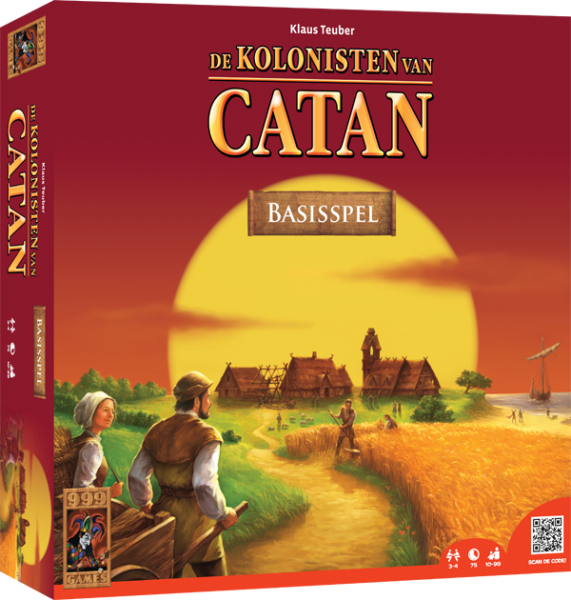 Klaus Teuber
DE KOLONISTEN VAN
CATAN
BASISSPEL
DE KOLONISTEN VAN
CATAN
Klaus Teuber
BASISSPEL
999
999
GAMES
3-4
75
10-99
SCAN DE CODE!